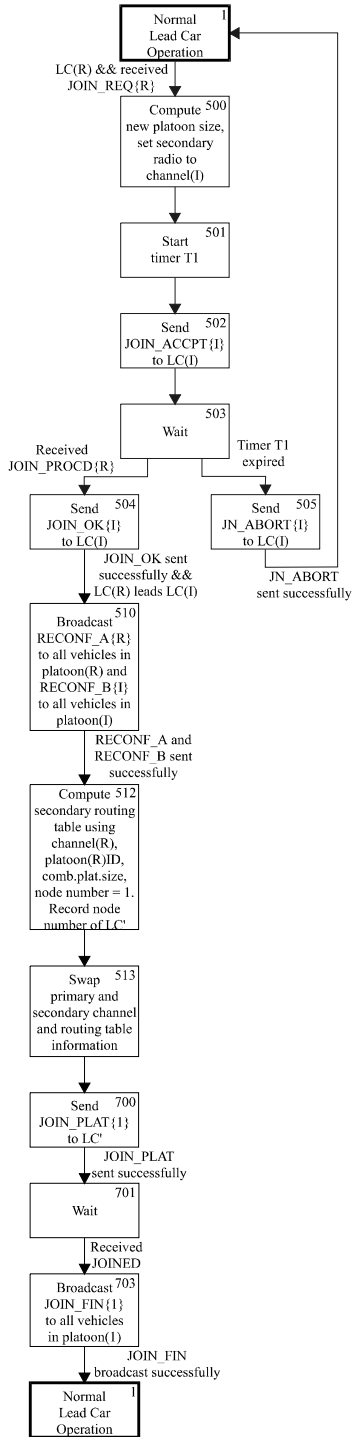 1
Normal
Lead Car
Operation
LC(R) && received
JOIN_REQ{R}
500
Compute
new platoon size,
set secondary
radio to
channel(I)
501
Start
timer T1
502
Send
JOIN_ACCPT{I}
to LC(I)
503
Wait
Received
JOIN_PROCD{R}
Timer T1
expired
504
Send
JOIN_OK{I}
to LC(I)
505
Send
JN_ABORT{I}
to LC(I)
JOIN_OK sent
successfully &&
LC(R) leads LC(I)
JN_ABORT
sent successfully
510
Broadcast
RECONF_A{R}
to all vehicles in
platoon(R) and
RECONF_B{I}
to all vehicles in
platoon(I)
RECONF_A and
RECONF_B sent
successfully
Compute 512
secondary routing
table using
channel(R),
platoon(R)ID,
comb.plat.size,
node number = 1.
Record node
number of LC'
513
Swap
primary and
secondary channel
and routing table
information
700
Send
JOIN_PLAT{1}
to LC'
JOIN_PLAT
sent successfully
701
Wait
Received
JOINED
703
Broadcast
JOIN_FIN{1}
to all vehicles
in platoon(1)
JOIN_FIN
broadcast successfully
1
Normal
Lead Car
Operation